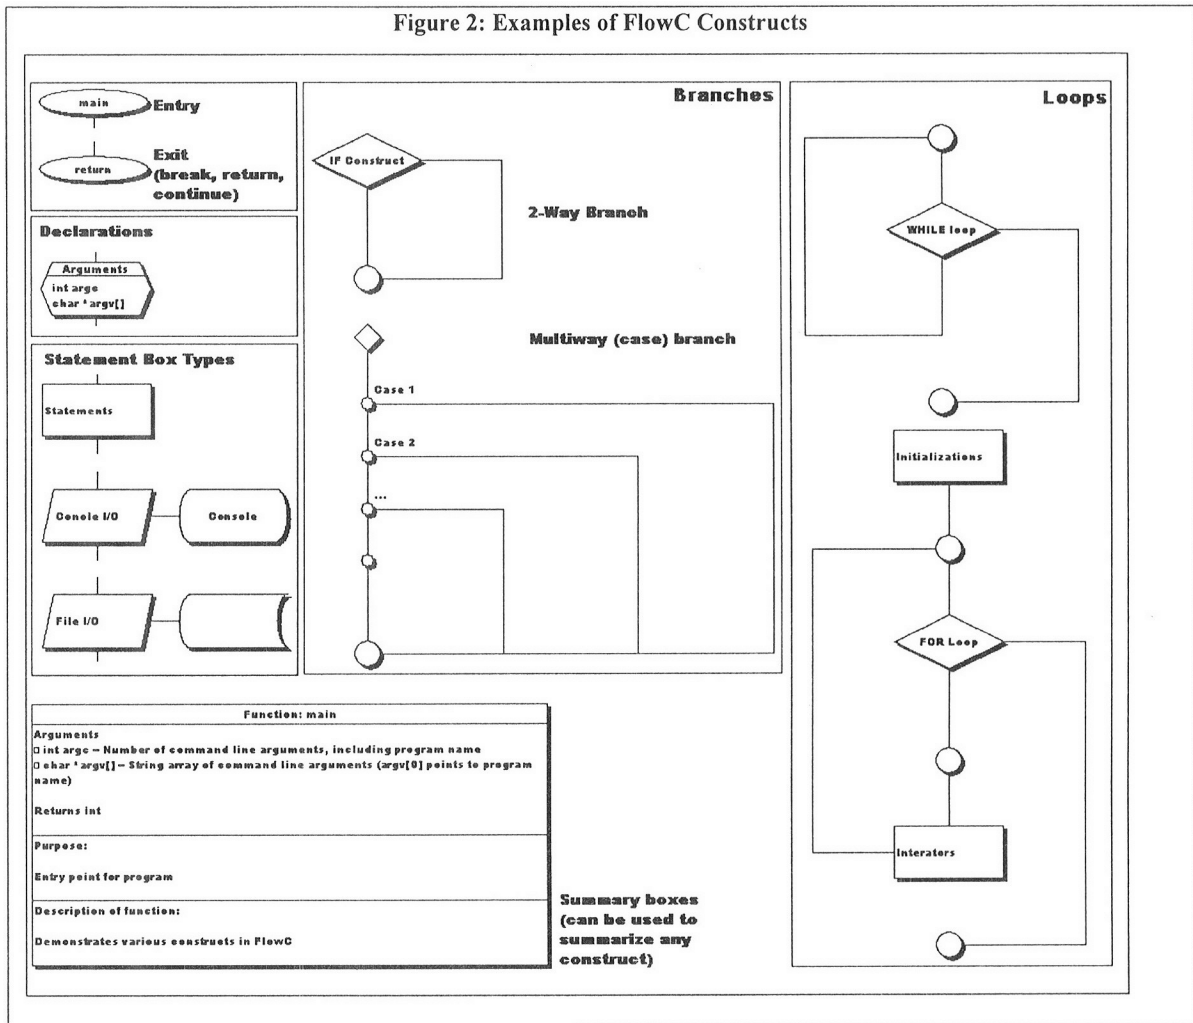 Figure 2: Examples of FlowC Constructs
main
Entry
return
Exit
(break, return,
continue)
Declarations
Arguments
int argc
char * argv[]
Statement Box Types
Statements
Conole I/O
Console
File I/O
Branches
IF Construct
2-Way Branch
Multiway (case) branch
Case 1
Case 2
...
Loops
WHILE loop
Initializations
FOR Loop
Interators
Function: main
Arguments
□ int argc – Number of command line arguments, including program name
□ char * argv[] – String array of command line arguments (argv[0] points to program
name)
Returns int
Purpose:
Entry point for program
Description of function:
Demonstrates various constructs in FlowC
Summary boxes
(can be used to
summarize any
construct)